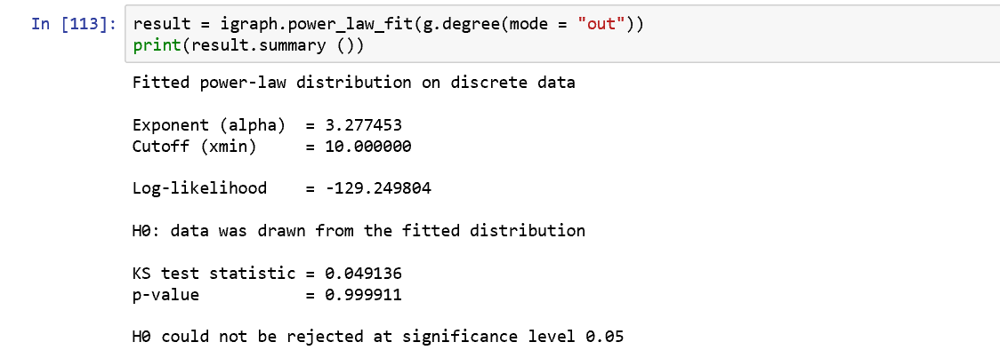 In [113]: result = igraph.power_law_fit(g.degree(mode = "out"))
print(result.summary ())
Fitted power-law distribution on discrete data
Exponent (alpha)  = 3.277453
Cutoff (xmin)     = 10.000000
Log-likelihood    = -129.249804
H0: data was drawn from the fitted distribution
KS test statistic = 0.049136
p-value           = 0.999911
H0 could not be rejected at significance level 0.05